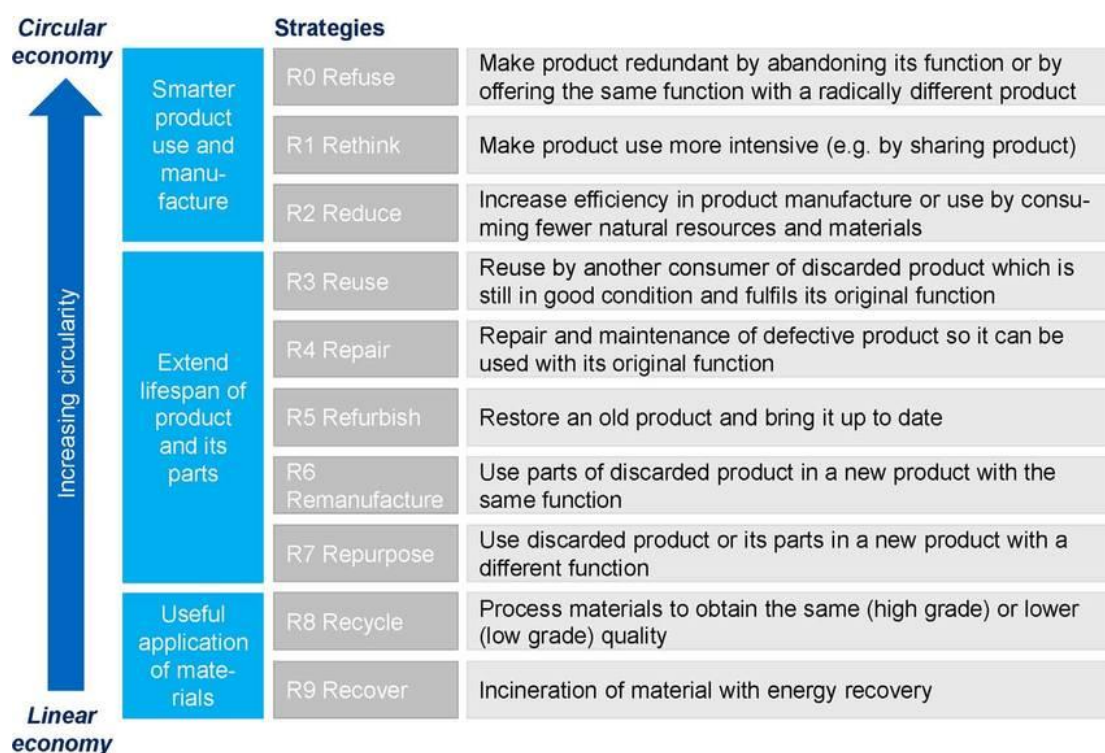 Circular
economy
Strategies
Smarter
product
use and
manu-
facture
R0 Refuse
Make product redundant by abandoning its function or by
offering the same function with a radically different product
R1 Rethink
Make product use more intensive (e.g. by sharing product)
R2 Reduce
Increase efficiency in product manufacture or use by consu-
ming fewer natural resources and materials
Increasing circularity
Extend
lifespan of
product
and its
parts
R3 Reuse
Reuse by another consumer of discarded product which is
still in good condition and fulfils its original function
R4 Repair
Repair and maintenance of defective product so it can be
used with its original function
R5 Refurbish
Restore an old product and bring it up to date
R6
Remanufacture
Use parts of discarded product in a new product with the
same function
R7 Repurpose
Use discarded product or its parts in a new product with a
different function
Useful
application
of mate-
rials
R8 Recycle
Process materials to obtain the same (high grade) or lower
(low grade) quality
R9 Recover
Incineration of material with energy recovery
Linear
economy